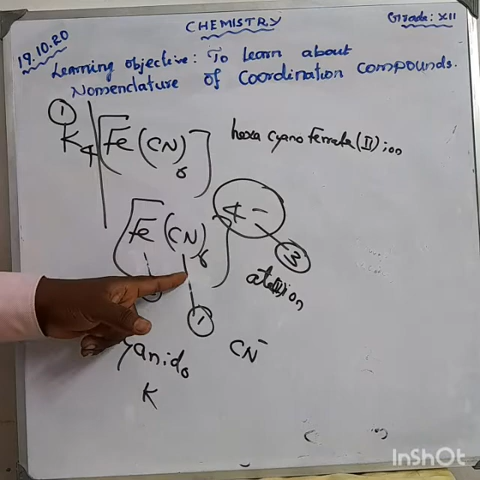 19.10.20
CHEMISTRY
Grade: XII
Learning objective: To learn about
Nomenclature of Coordination compounds.
①
K4[Fe(CN)6]
hexa cyano Ferrate (II) ion
[Fe(CN)6]4-
③
①
CN-
K
InShOt